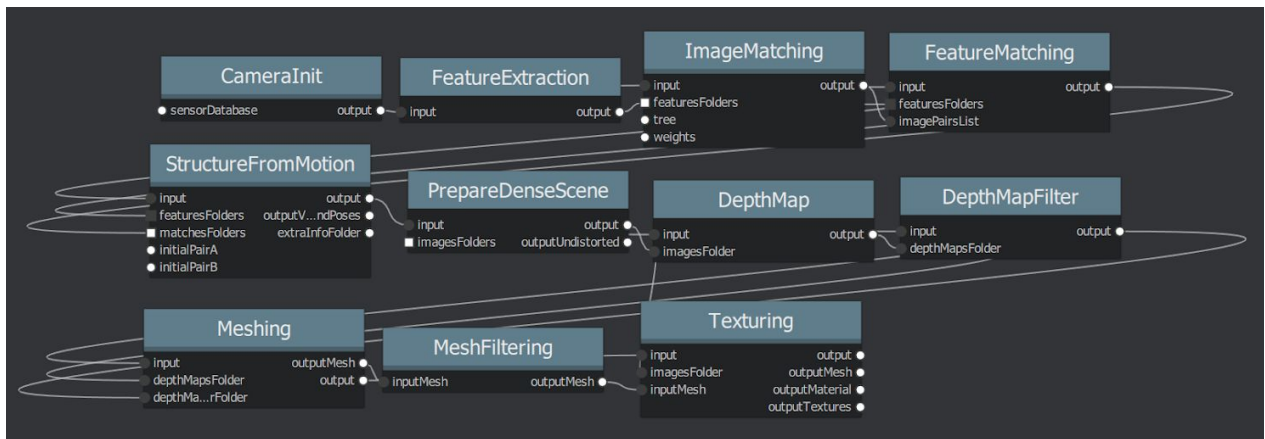 CameraInit
sensorDatabase output
FeatureExtraction
input output
ImageMatching
input output
featuresFolders
tree
weights
FeatureMatching
input output
featuresFolders
imagePairsList
StructureFromMotion
input output
featuresFolders outputV...ndPoses
matchesFolders extraInfoFolder
initialPairA
initialPairB
PrepareDenseScene
input output
imagesFolders outputUndistorted
DepthMap
input output
imagesFolder
DepthMapFilter
input output
depthMapsFolder
Meshing
input outputMesh
depthMapsFolder output
depthMa...rFolder
MeshFiltering
inputMesh outputMesh
Texturing
input output
imagesFolder outputMesh
inputMesh outputMaterial
outputTextures